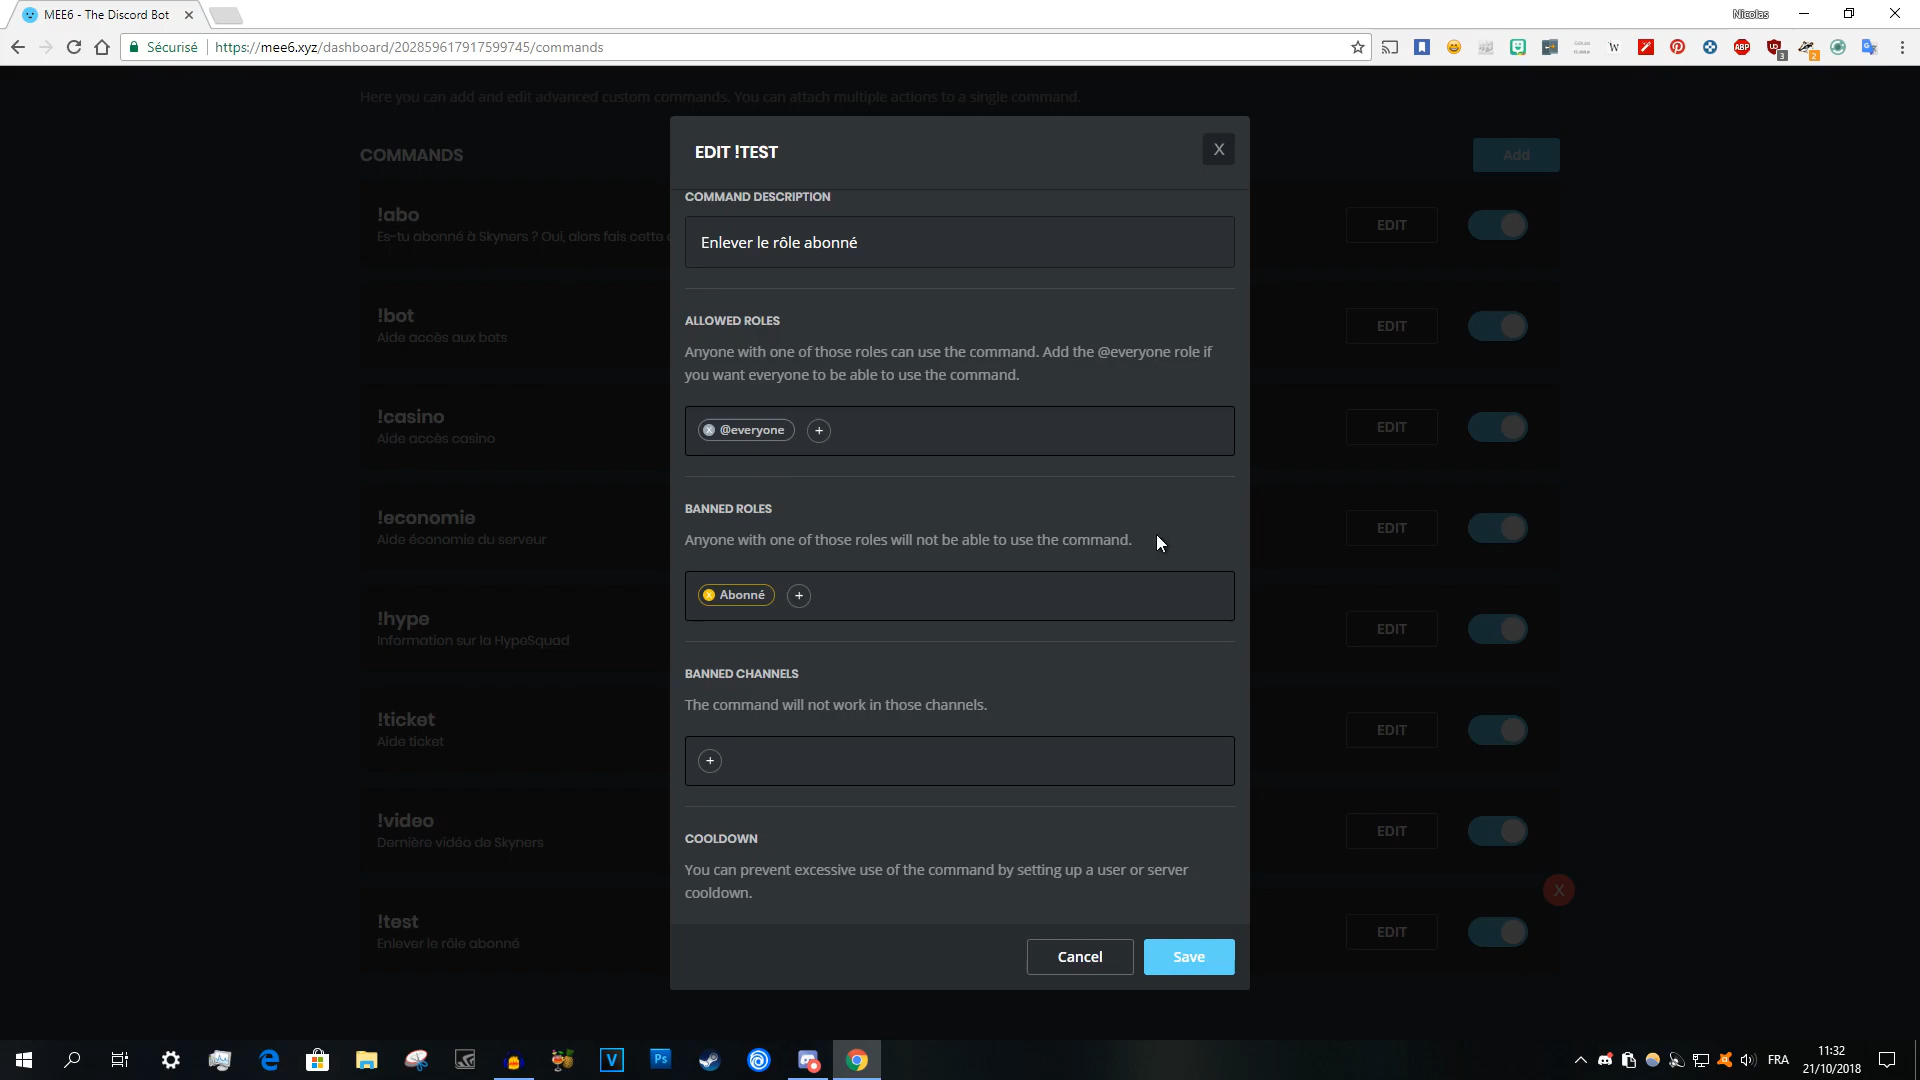 MEE6 - The Discord Bot
Nicolas
Sécurisé
https://mee6.xyz/dashboard/202859617917599745/commands
Here you can add and edit advanced custom commands. You can attach multiple actions to a single command.
COMMANDS
Add
!abo
Es-tu abonné à Skyners ? Oui, alors fais cette
EDIT
!bot
Aide accès aux bots
EDIT
!casino
Aide accès casino
EDIT
!economie
Aide économie du serveur
EDIT
!hype
Information sur la HypeSquad
EDIT
!ticket
Aide ticket
EDIT
!video
Dernière vidéo de Skyners
EDIT
X
!test
Enlever le rôle abonné
EDIT
EDIT !TEST
X
COMMAND DESCRIPTION
Enlever le rôle abonné
ALLOWED ROLES
Anyone with one of those roles can use the command. Add the @everyone role if
you want everyone to be able to use the command.
X @everyone +
BANNED ROLES
Anyone with one of those roles will not be able to use the command.
X Abonné +
BANNED CHANNELS
The command will not work in those channels.
+
COOLDOWN
You can prevent excessive use of the command by setting up a user or server
cooldown.
Cancel
Save
W
ABP
3
2
V
Ps
FRA
11:32
21/10/2018